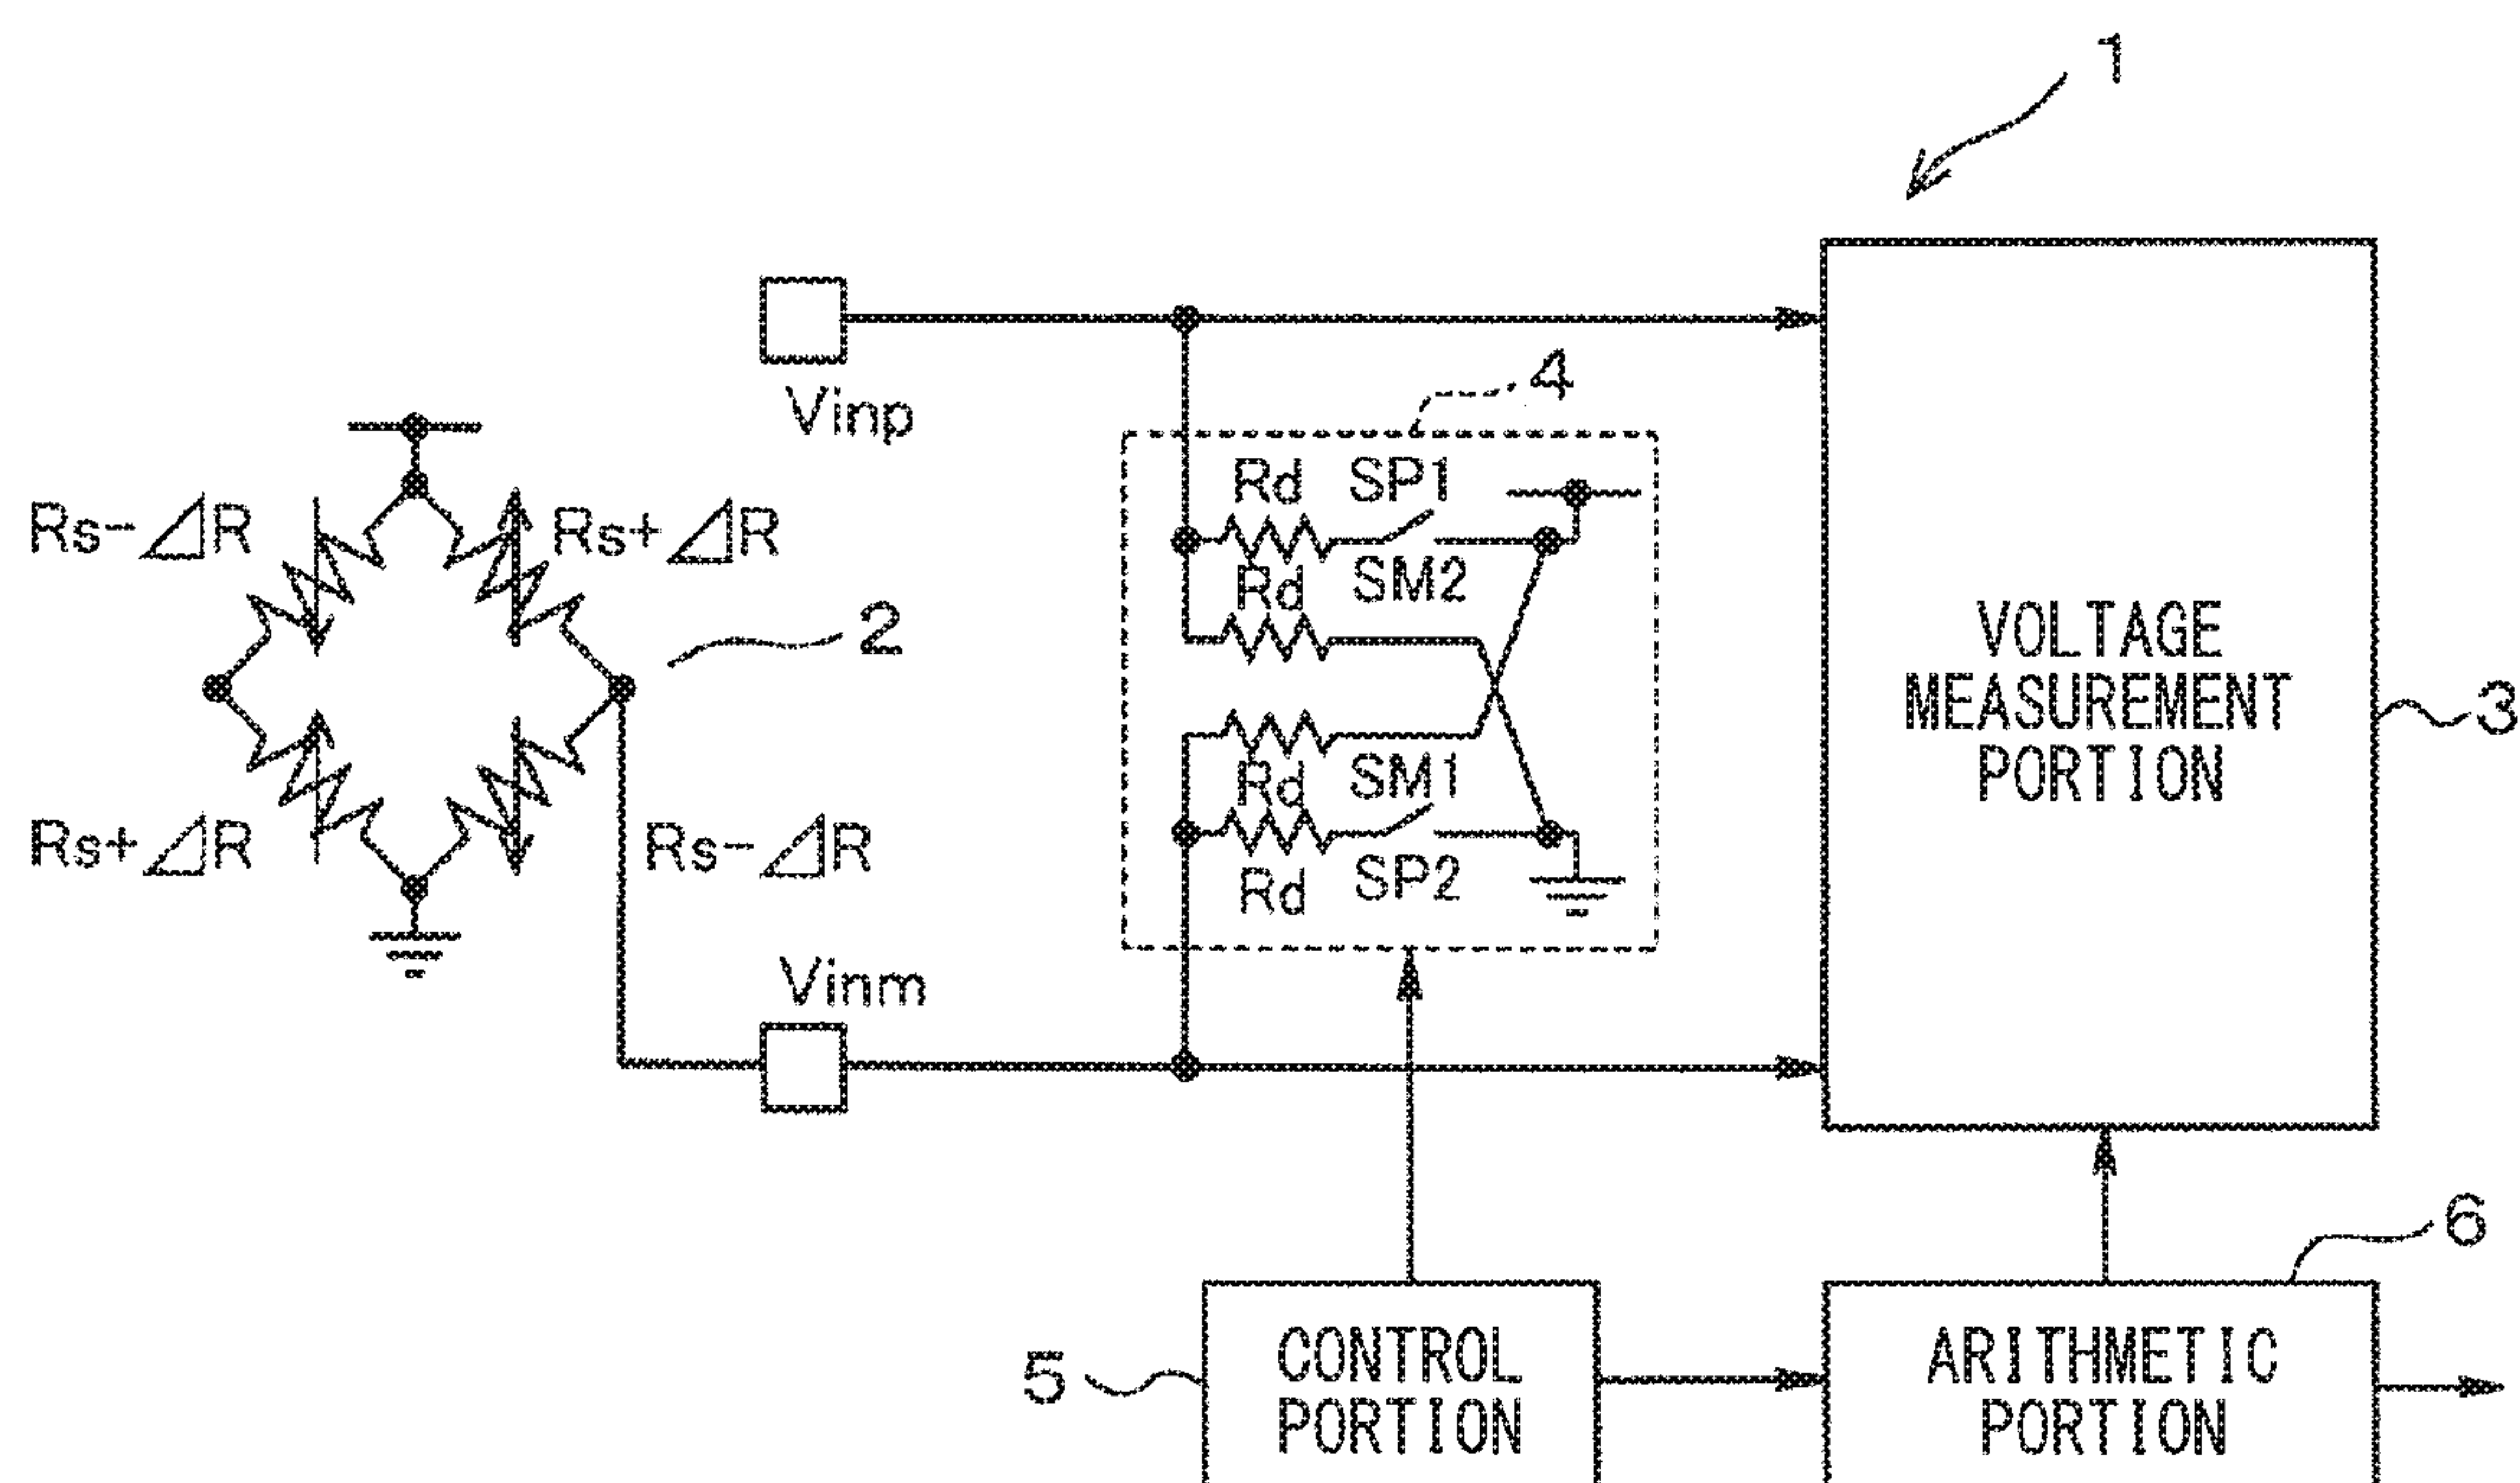 1
Vinp
4
Rs-⊿R
Rs+⊿R
Rd SP1
Rd SM2
2
VOLTAGE
MEASUREMENT
PORTION
3
Rd SM1
Rs+⊿R
Rs-⊿R
Rd SP2
Vinm
6
5
CONTROL
PORTION
ARITHMETIC
PORTION